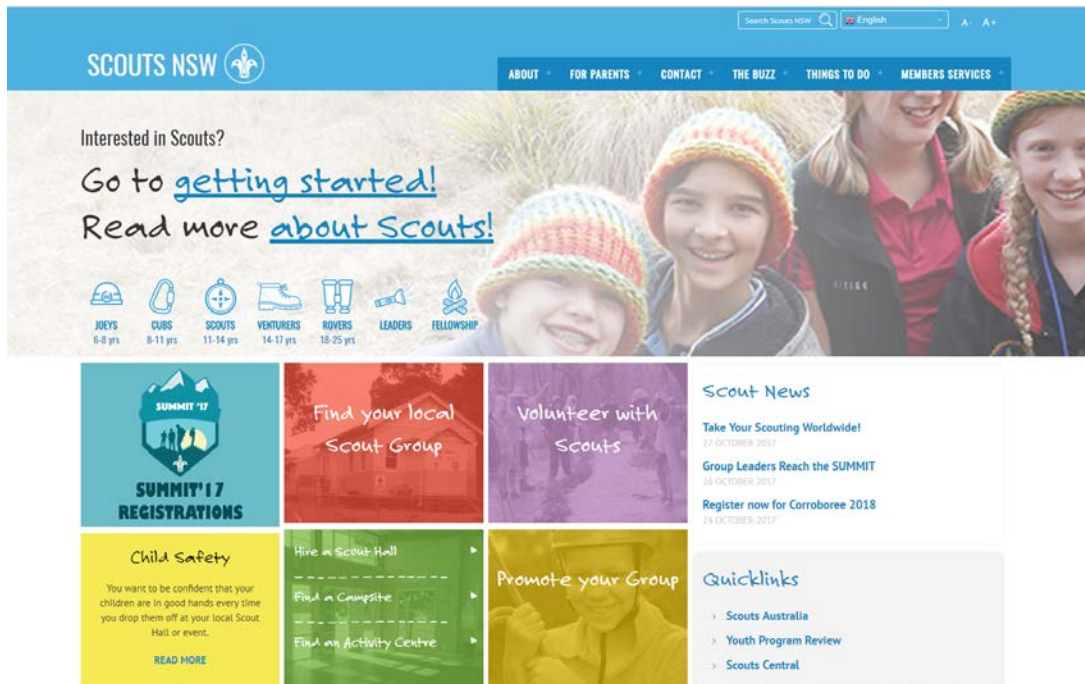 Search Scouts NSW
English
A-
A+
SCOUTS NSW
ABOUT
FOR PARENTS
CONTACT
THE BUZZ
THINGS TO DO
MEMBERS SERVICES
Interested in Scouts?
Go to getting started!
Read more about Scouts!
JOEYS
6-8 yrs
CUBS
8-11 yrs
SCOUTS
11-14 yrs
VENTURERS
14-17 yrs
ROVERS
18-25 yrs
LEADERS
FELLOWSHIP
SUMMIT '17
SUMMIT'17
REGISTRATIONS
Find your local
Scout Group
Volunteer with
Scouts
Scout News
Take Your Scouting Worldwide!
27 OCTOBER 2017
Group Leaders Reach the SUMMIT
26 OCTOBER 2017
Register now for Corroboree 2018
24 OCTOBER 2017
Child Safety
You want to be confident that your
children are in good hands every time
you drop them off at your local Scout
Hall or event.
READ MORE
Hire a Scout Hall
Find a Campsite
Find an Activity Centre
Promote your Group
Quicklinks
Scouts Australia
Youth Program Review
Scouts Central